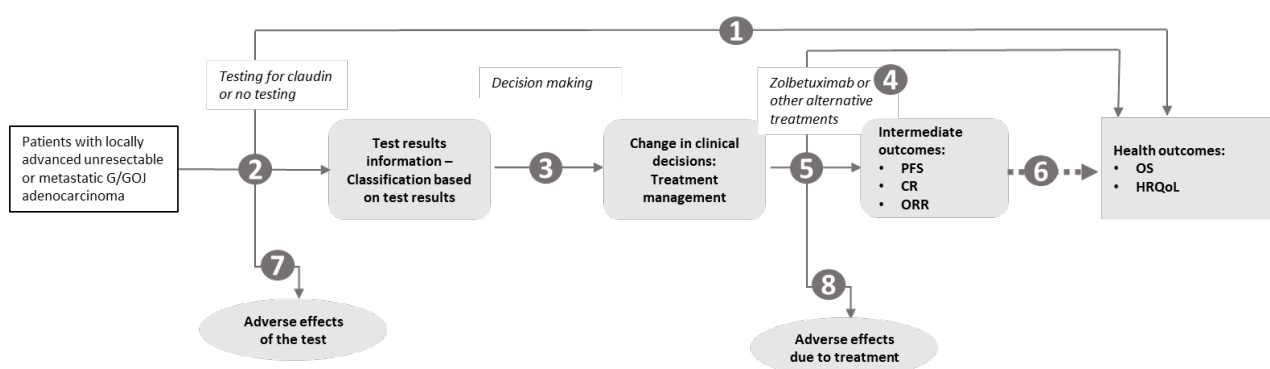 1
Testing for claudin
or no testing
Decision making
Zolbetuximab or
other alternative
treatments
4
Patients with locally
advanced unresectable
or metastatic G/GOJ
adenocarcinoma
2
Test results
information –
Classification based
on test results
3
Change in clinical
decisions:
Treatment
management
5
Intermediate
outcomes:
• PFS
• CR
• ORR
6
Health outcomes:
• OS
• HRQoL
7
Adverse effects
of the test
8
Adverse effects
due to treatment